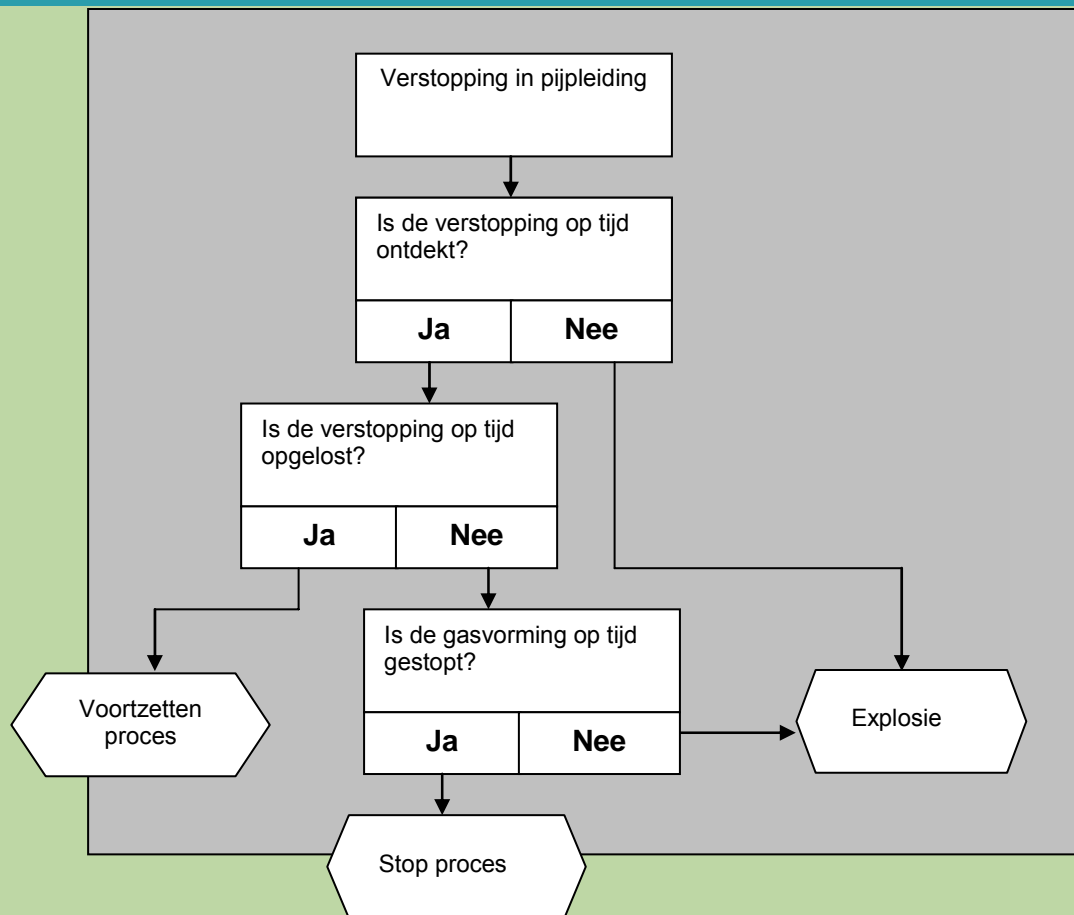 Verstopping in pijpleiding
Is de verstopping op tijd
ontdekt?
Ja
Nee
Is de verstopping op tijd
opgelost?
Ja
Nee
Is de gasvorming op tijd
gestopt?
Ja
Nee
Voortzetten
proces
Explosie
Stop proces